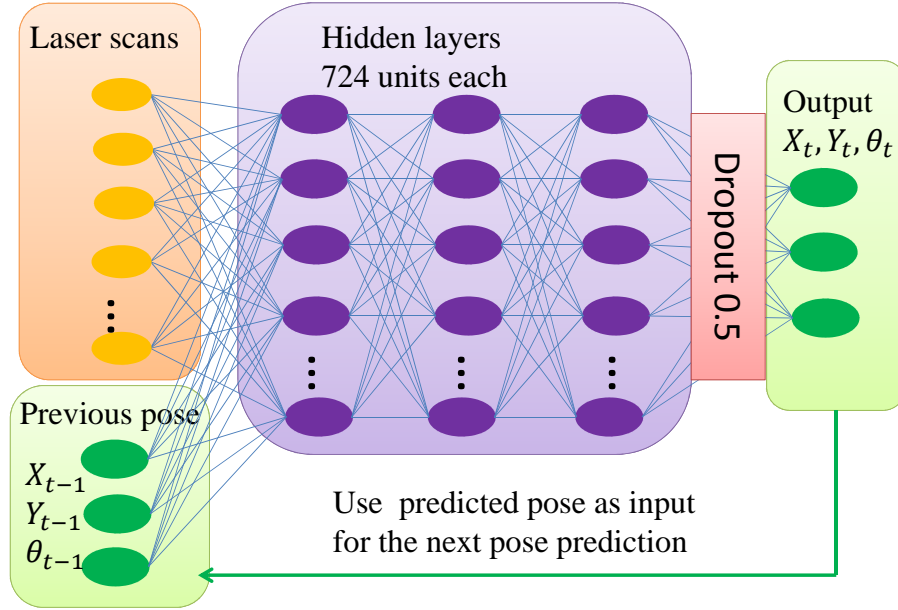 Laser scans
Hidden layers
724 units each
Dropout 0.5
Output
X_t, Y_t, θ_t
Previous pose
X_{t-1}
Y_{t-1}
θ_{t-1}
Use predicted pose as input
for the next pose prediction